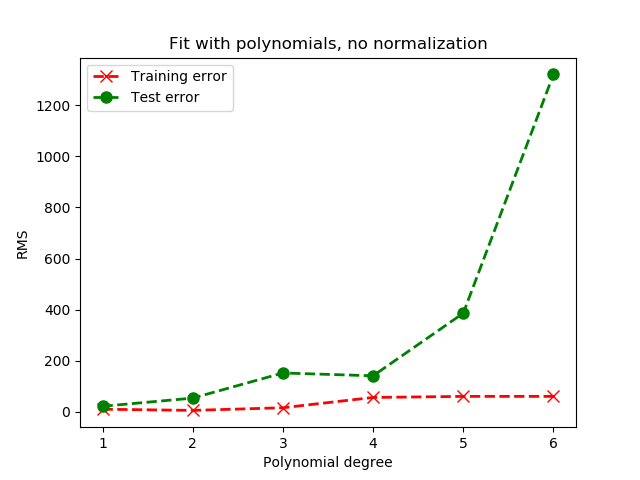 Fit with polynomials, no normalization
Training error
Test error
1200
1000
800
600
400
200
0
RMS
1 2 3 4 5 6
Polynomial degree